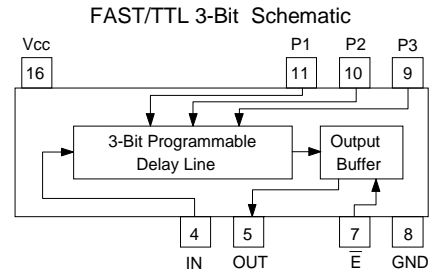 FAST/TTL 3-Bit Schematic
Vcc P1 P2 P3
16 11 10 9
3-Bit Programmable
Delay Line
Output
Buffer
4 5 7 8
IN OUT E̅ GND